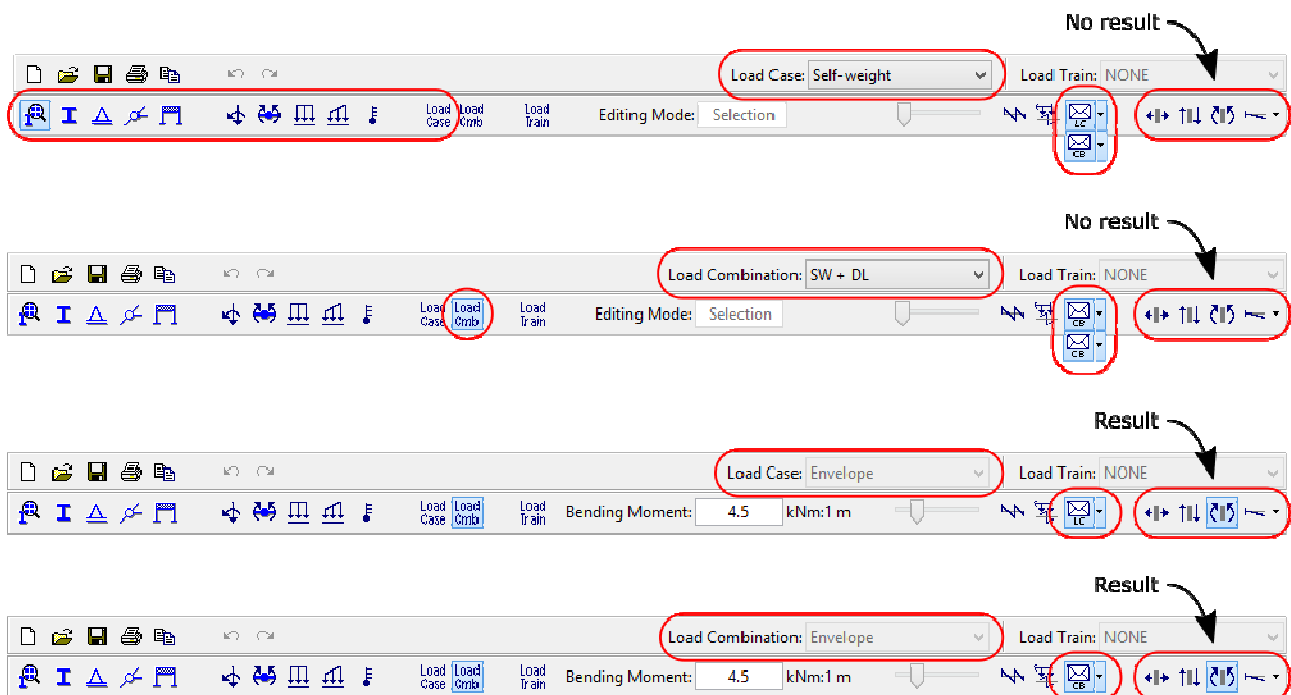 No result
Load Case: Self-weight Load Train: NONE
Load Case Load Cmb Load Train Editing Mode: Selection LC
CB
No result
Load Combination: SW + DL Load Train: NONE
Load Case Load Cmb Load Train Editing Mode: Selection CB
CB
Result
Load Case: Envelope Load Train: NONE
Load Case Load Cmb Load Train Bending Moment: 4.5 kNm:1 m LC
Result
Load Combination: Envelope Load Train: NONE
Load Case Load Cmb Load Train Bending Moment: 4.5 kNm:1 m CB